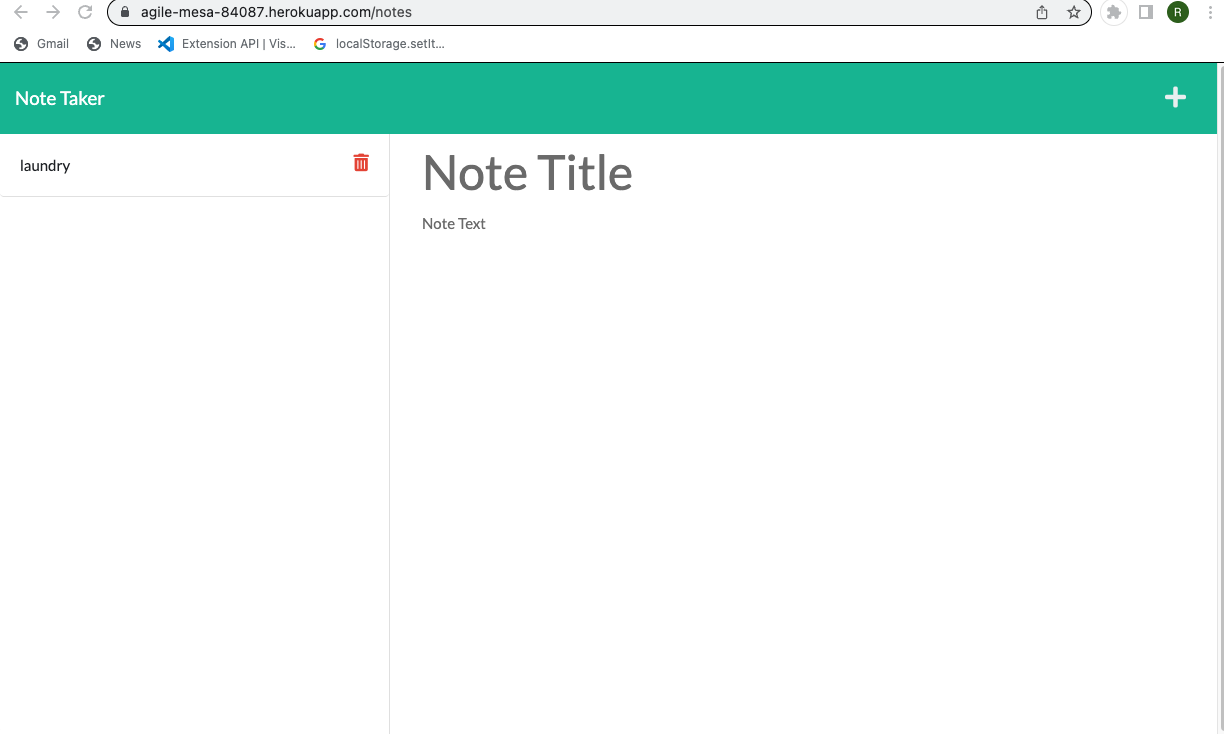 agile-mesa-84087.herokuapp.com/notes
R
Gmail News Extension API | Vis... localStorage.setIt...
Note Taker
laundry
Note Title
Note Text